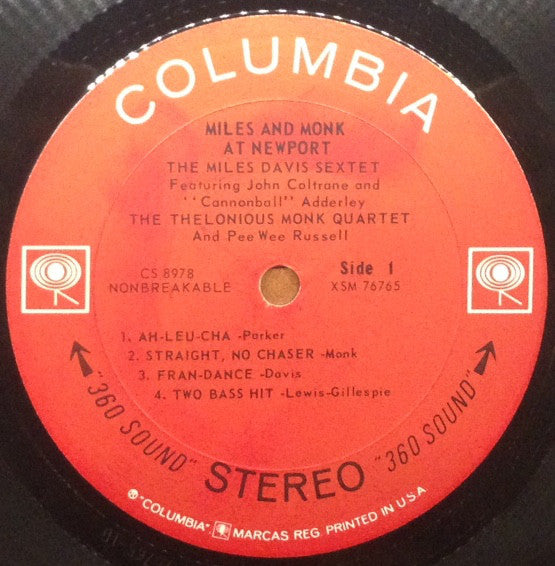 COLUMBIA
MILES AND MONK
AT NEWPORT
THE MILES DAVIS SEXTET
Featuring John Coltrane and
''Cannonball'' Adderley
THE THELONIOUS MONK QUARTET
And Pee Wee Russell
CS 8978
NONBREAKABLE
Side 1
XSM 76765
1. AH-LEU-CHA -Parker
2. STRAIGHT, NO CHASER -Monk
3. FRAN-DANCE -Davis
4. TWO BASS HIT -Lewis-Gillespie
"360 SOUND" STEREO "360 SOUND"
"COLUMBIA" MARCAS REG. PRINTED IN U.S.A.